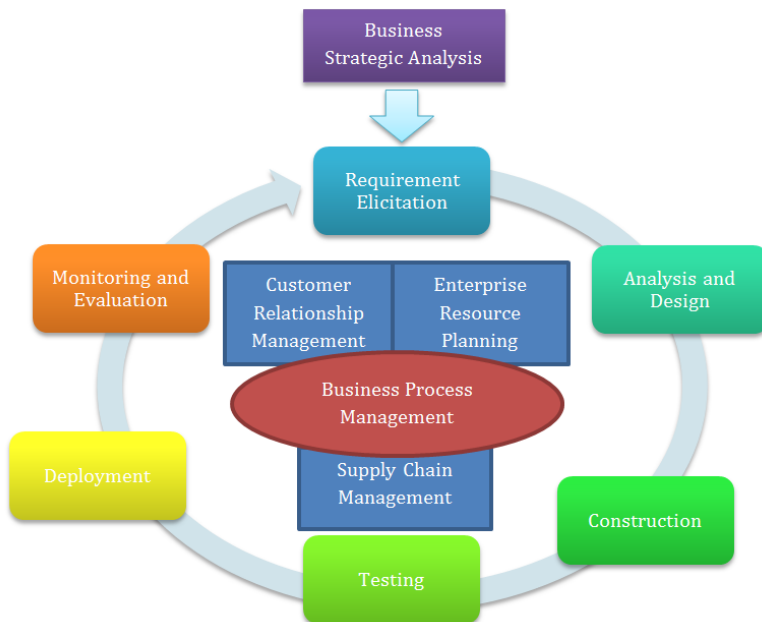 Business
Strategic Analysis
Requirement
Elicitation
Monitoring and
Evaluation
Analysis and
Design
Customer
Relationship
Management
Enterprise
Resource
Planning
Business Process
Management
Supply Chain
Management
Deployment
Construction
Testing